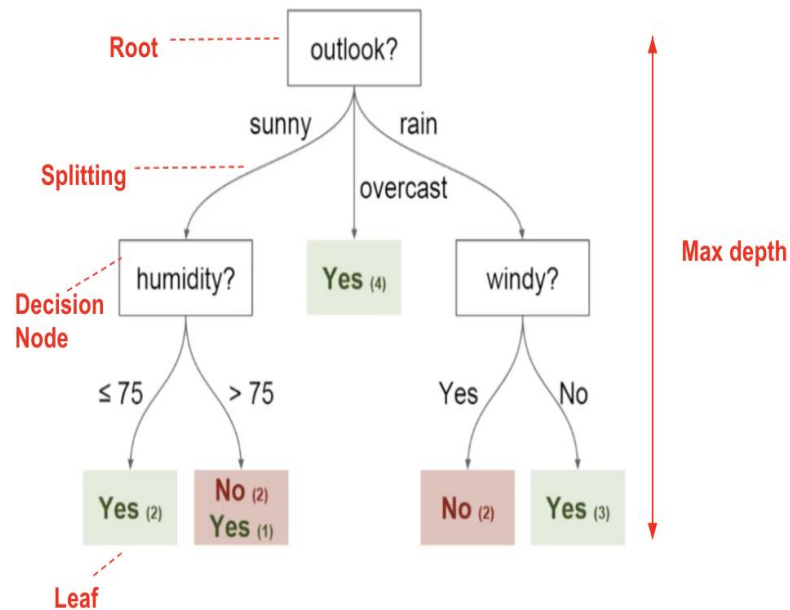 Root
outlook?
sunny
rain
Splitting
overcast
Max depth
humidity?
Yes (4)
windy?
Decision
Node
≤ 75
> 75
Yes
No
Yes (2)
No (2)
Yes (1)
No (2)
Yes (3)
Leaf